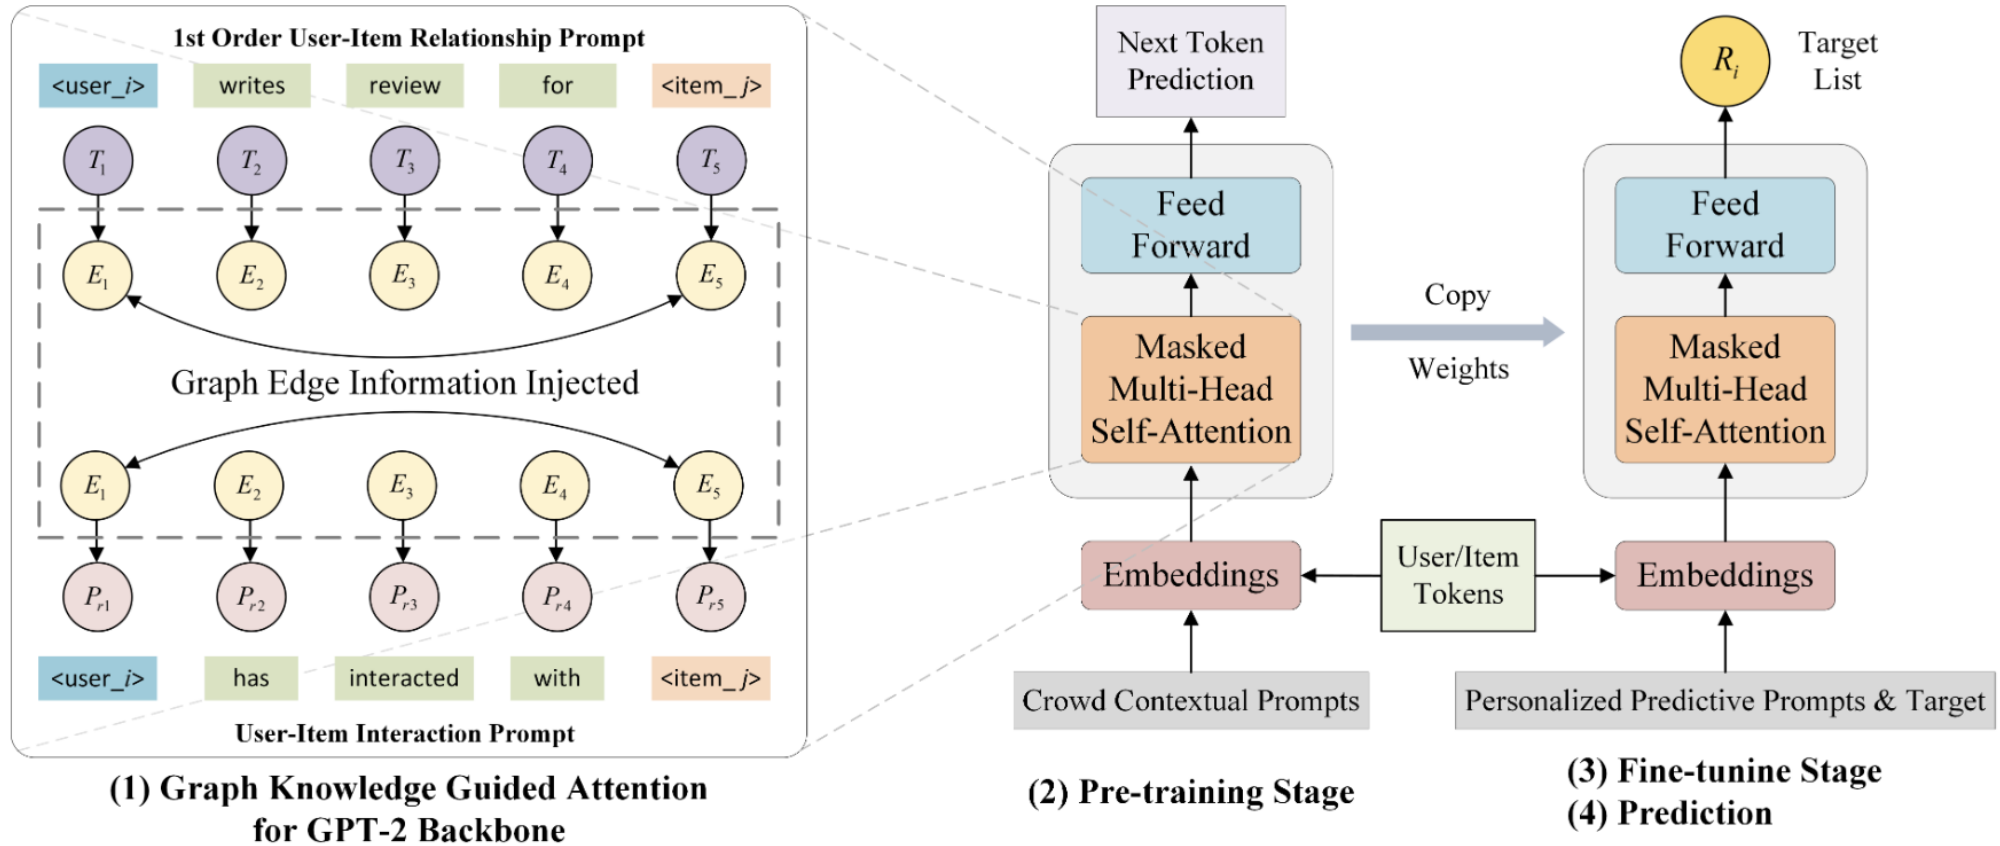 1st Order User-Item Relationship Prompt
<user_i> writes review for <item_j>
T1 T2 T3 T4 T5
E1 E2 E3 E4 E5
Graph Edge Information Injected
E1 E2 E3 E4 E5
Pr1 Pr2 Pr3 Pr4 Pr5
<user_i> has interacted with <item_j>
User-Item Interaction Prompt
(1) Graph Knowledge Guided Attention
for GPT-2 Backbone
Next Token
Prediction
Feed
Forward
Masked
Multi-Head
Self-Attention
Embeddings
Crowd Contextual Prompts
(2) Pre-training Stage
Copy
Weights
User/Item
Tokens
Ri
Target
List
Feed
Forward
Masked
Multi-Head
Self-Attention
Embeddings
Personalized Predictive Prompts & Target
(3) Fine-tunine Stage
(4) Prediction